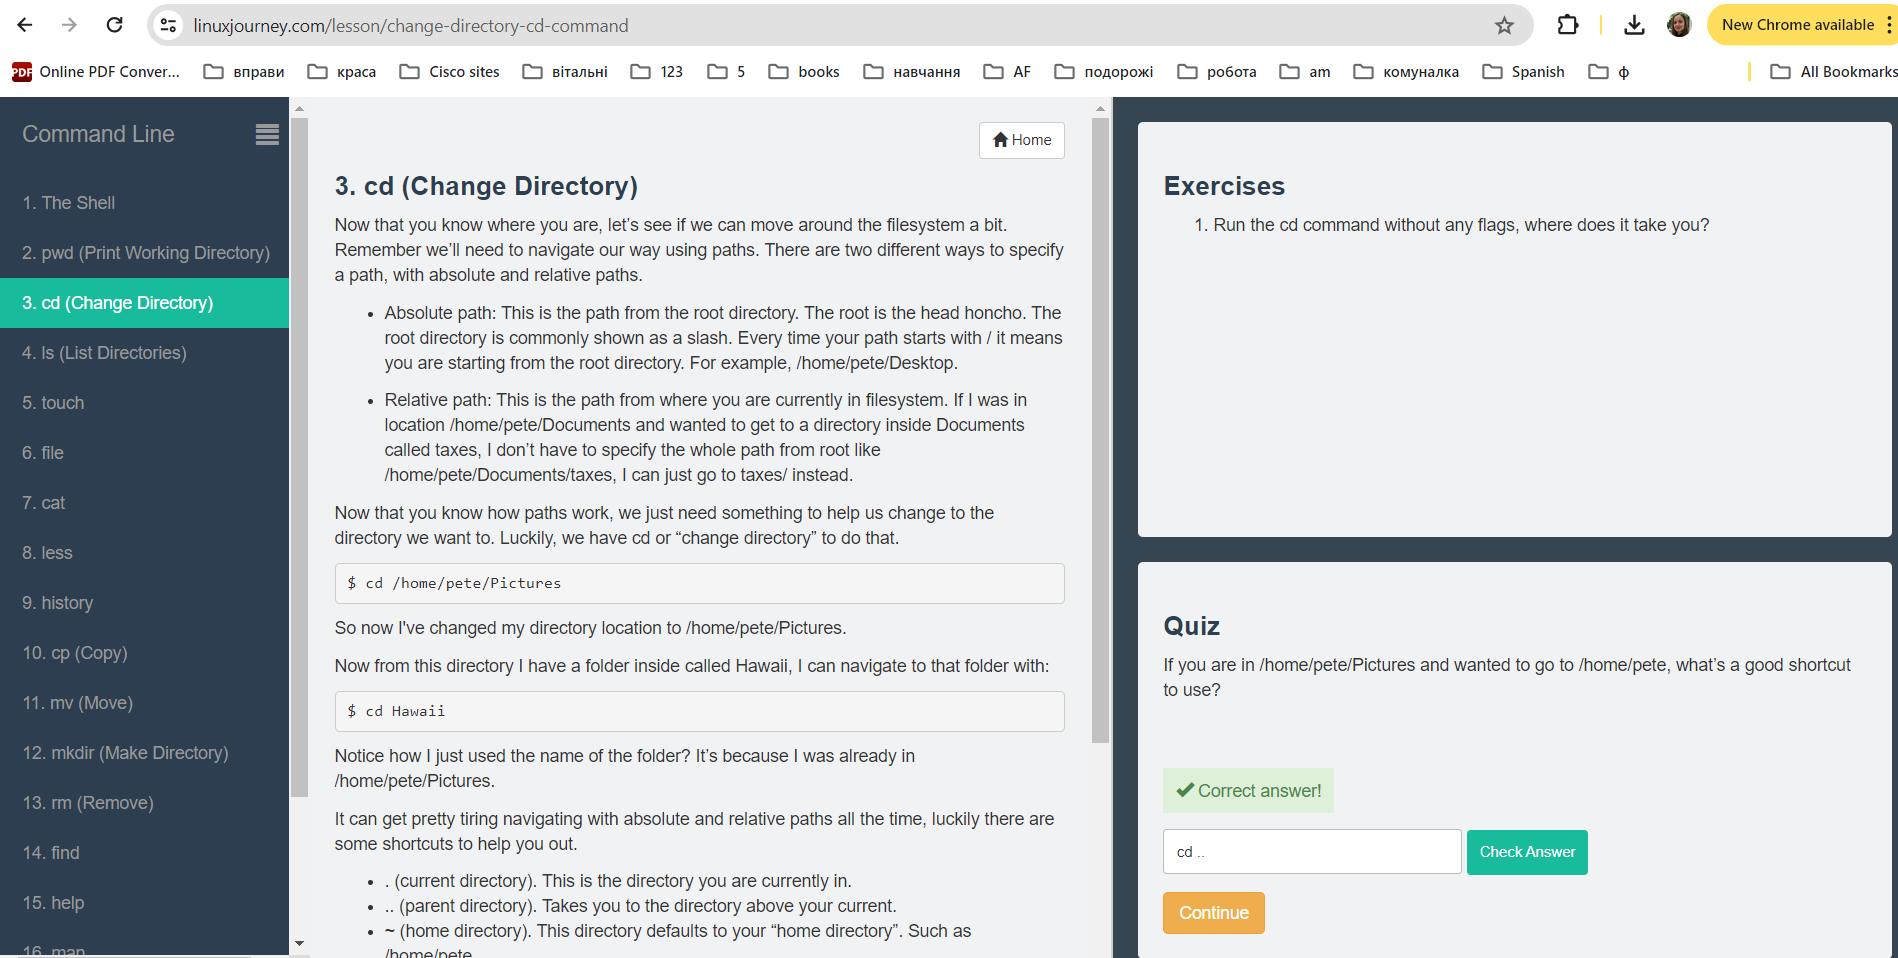 linuxjourney.com/lesson/change-directory-cd-command
New Chrome available
PDF Online PDF Conver...
вправи
краса
Cisco sites
вітальні
123
5
books
навчання
AF
подорожі
робота
am
комуналка
Spanish
ф
All Bookmarks
Command Line
1. The Shell
2. pwd (Print Working Directory)
3. cd (Change Directory)
4. ls (List Directories)
5. touch
6. file
7. cat
8. less
9. history
10. cp (Copy)
11. mv (Move)
12. mkdir (Make Directory)
13. rm (Remove)
14. find
15. help
16. man
Home
3. cd (Change Directory)
Now that you know where you are, let’s see if we can move around the filesystem a bit.
Remember we’ll need to navigate our way using paths. There are two different ways to specify
a path, with absolute and relative paths.
• Absolute path: This is the path from the root directory. The root is the head honcho. The
root directory is commonly shown as a slash. Every time your path starts with / it means
you are starting from the root directory. For example, /home/pete/Desktop.
• Relative path: This is the path from where you are currently in filesystem. If I was in
location /home/pete/Documents and wanted to get to a directory inside Documents
called taxes, I don’t have to specify the whole path from root like
/home/pete/Documents/taxes, I can just go to taxes/ instead.
Now that you know how paths work, we just need something to help us change to the
directory we want to. Luckily, we have cd or “change directory” to do that.
$ cd /home/pete/Pictures
So now I've changed my directory location to /home/pete/Pictures.
Now from this directory I have a folder inside called Hawaii, I can navigate to that folder with:
$ cd Hawaii
Notice how I just used the name of the folder? It’s because I was already in
/home/pete/Pictures.
It can get pretty tiring navigating with absolute and relative paths all the time, luckily there are
some shortcuts to help you out.
• . (current directory). This is the directory you are currently in.
• .. (parent directory). Takes you to the directory above your current.
• ~ (home directory). This directory defaults to your “home directory”. Such as
/home/pete
Exercises
1. Run the cd command without any flags, where does it take you?
Quiz
If you are in /home/pete/Pictures and wanted to go to /home/pete, what’s a good shortcut
to use?
Correct answer!
cd ..
Check Answer
Continue